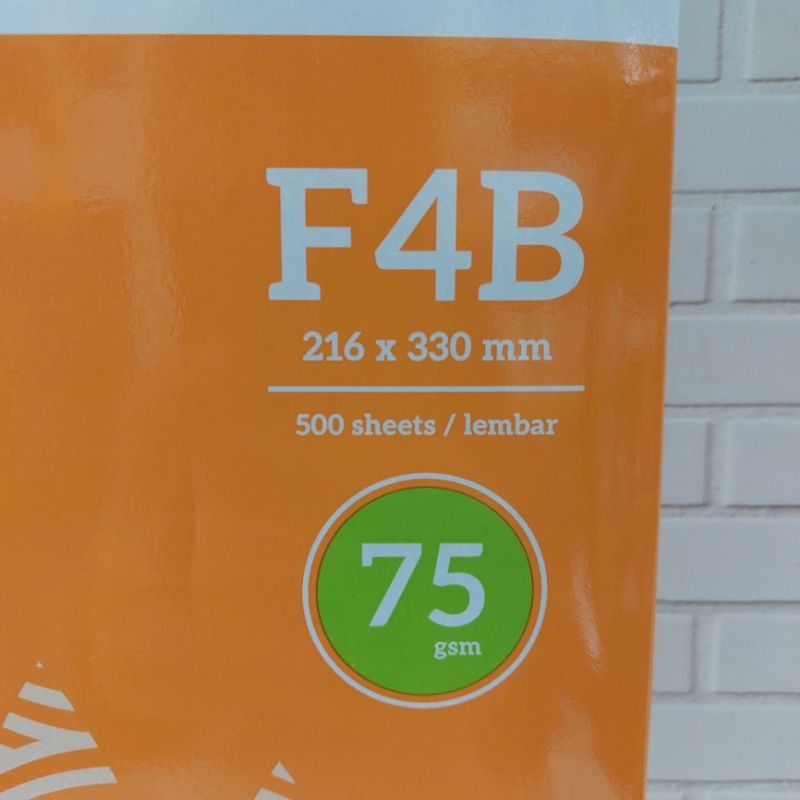 F4B
216 x 330 mm
500 sheets / lembar
75
gsm